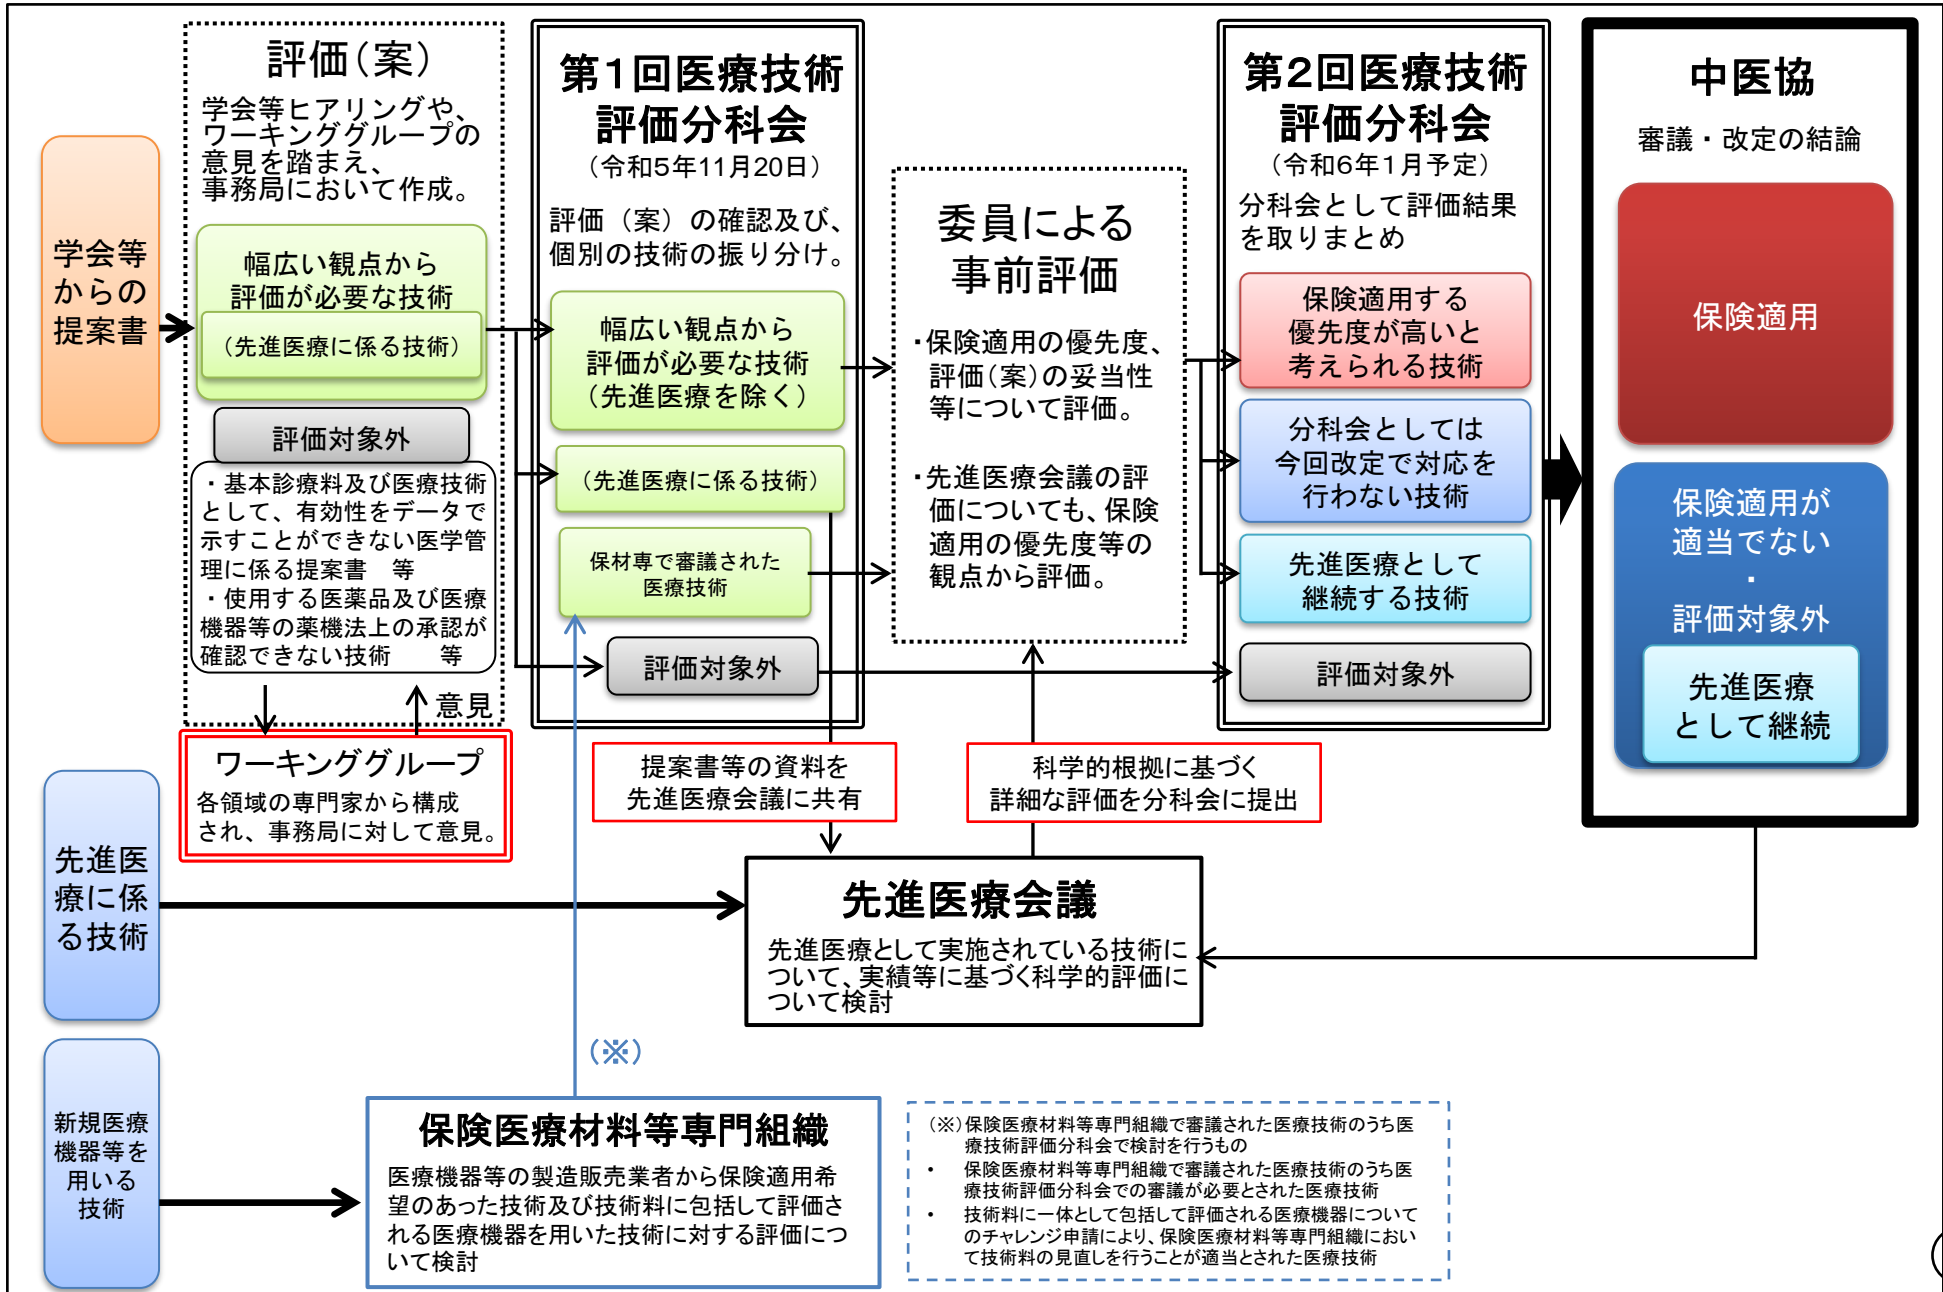 学会等
からの
提案書
評価（案）
学会等ヒアリングや、
ワーキンググループの
意見を踏まえ、
事務局において作成。
幅広い観点から
評価が必要な技術
（先進医療に係る技術）
評価対象外
・基本診療料及び医療技術
として、有効性をデータで
示すことができない医学管
理に係る提案書　等
・使用する医薬品及び医療
機器等の薬機法上の承認が
確認できない技術　　等
意見
ワーキンググループ
各領域の専門家から構成
され、事務局に対して意見。
第１回医療技術
評価分科会
（令和5年11月20日）
評価（案）の確認及び、
個別の技術の振り分け。
幅広い観点から
評価が必要な技術
（先進医療を除く）
（先進医療に係る技術）
保材専で審議された
医療技術
評価対象外
提案書等の資料を
先進医療会議に共有
委員による
事前評価
・保険適用の優先度、
評価（案）の妥当性
等について評価。
・先進医療会議の評
価についても、保険
適用の優先度等の
観点から評価。
科学的根拠に基づく
詳細な評価を分科会に提出
第２回医療技術
評価分科会
（令和６年１月予定）
分科会として評価結果
を取りまとめ
保険適用する
優先度が高いと
考えられる技術
分科会としては
今回改定で対応を
行わない技術
先進医療として
継続する技術
評価対象外
中医協
審議・改定の結論
保険適用
保険適用が
適当でない
・
評価対象外
先進医療
として継続
先進医
療に係
る技術
先進医療会議
先進医療として実施されている技術に
ついて、実績等に基づく科学的評価に
ついて検討
（※）
新規医療
機器等を
用いる
技術
保険医療材料等専門組織
医療機器等の製造販売業者から保険適用希
望のあった技術及び技術料に包括して評価さ
れる医療機器を用いた技術に対する評価につ
いて検討
（※）保険医療材料等専門組織で審議された医療技術のうち医
療技術評価分科会で検討を行うもの
・　保険医療材料等専門組織で審議された医療技術のうち医
療技術評価分科会での審議が必要とされた医療技術
・　技術料に一体として包括して評価される医療機器について
のチャレンジ申請により、保険医療材料等専門組織におい
て技術料の見直しを行うことが適当とされた医療技術